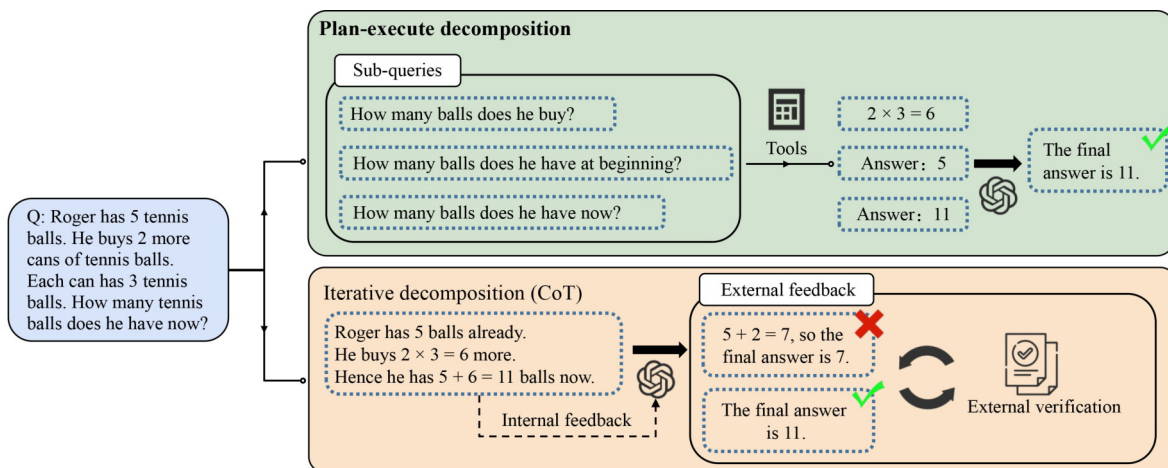 Plan-execute decomposition
Sub-queries
How many balls does he buy?
How many balls does he have at beginning?
How many balls does he have now?
Tools
2 × 3 = 6
Answer：5
Answer：11
The final
answer is 11.
Q: Roger has 5 tennis
balls. He buys 2 more
cans of tennis balls.
Each can has 3 tennis
balls. How many tennis
balls does he have now?
Iterative decomposition (CoT)
Roger has 5 balls already.
He buys 2 × 3 = 6 more.
Hence he has 5 + 6 = 11 balls now.
Internal feedback
External feedback
5 + 2 = 7, so the
final answer is 7.
The final answer
is 11.
External verification